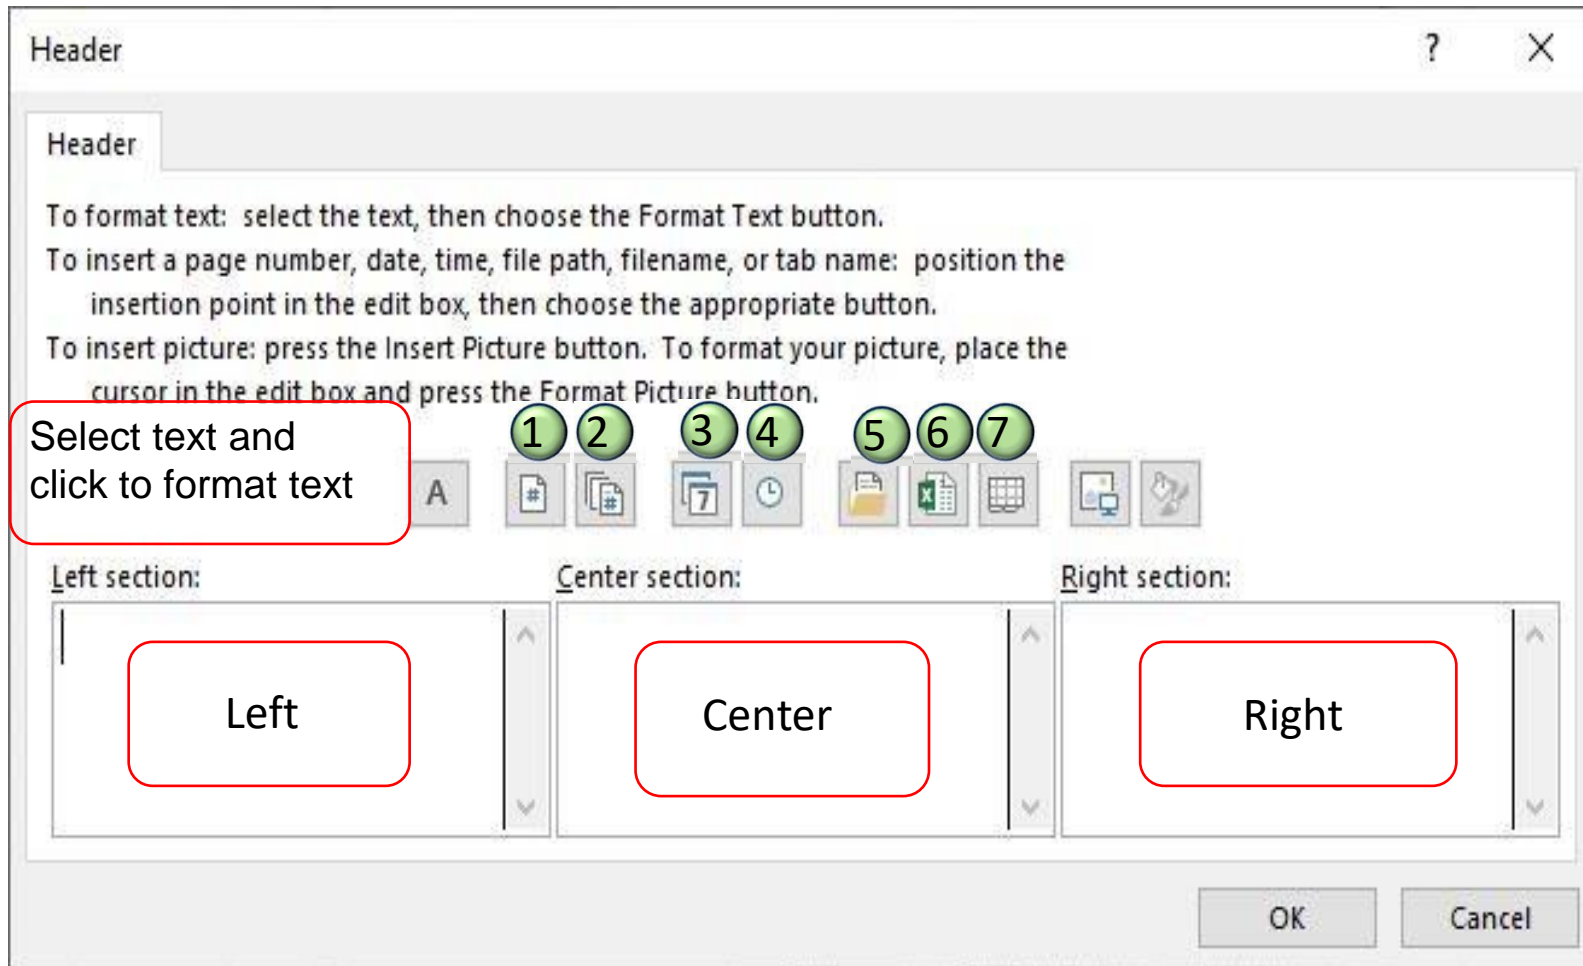 Header
?
Header
To format text: select the text, then choose the Format Text button.
To insert a page number, date, time, file path, filename, or tab name: position the
insertion point in the edit box, then choose the appropriate button.
To insert picture: press the Insert Picture button. To format your picture, place the
cursor in the edit box and press the Format Picture button.
Select text and
click to format text
1 2 3 4 5 6 7
A # # 7 X
Left section: Center section: Right section:
Left Center Right
OK Cancel